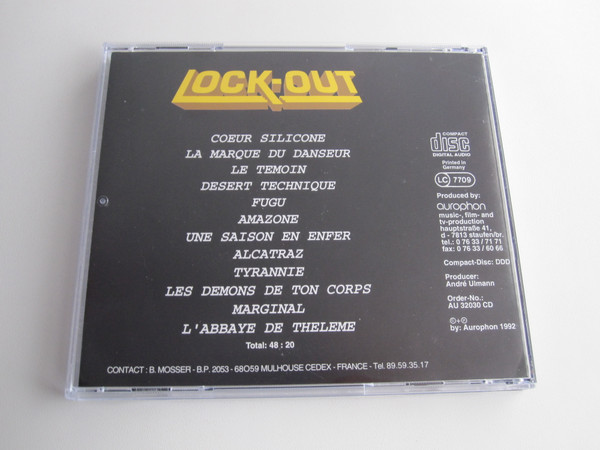 LOCK-OUT
COEUR SILICONE
LA MARQUE DU DANSEUR
LE TEMOIN
DESERT TECHNIQUE
FUGU
AMAZONE
UNE SAISON EN ENFER
ALCATRAZ
TYRANNIE
LES DEMONS DE TON CORPS
MARGINAL
L'ABBAYE DE THELEME
Total: 48 : 20
COMPACT
disc
DIGITAL AUDIO
Printed in
Germany
LC 7709
Produced by:
aurophon
music-, film- and
tv-production
hauptstraße 41,
d - 7813 staufen/br.
tel.: 0 76 33/ 71 71
fax: 0 76 33 / 60 66
Compact-Disc: DDD
Producer:
André Ulmann
Order-No.:
AU 32030 CD
©+℗
by: Aurophon 1992
CONTACT : B. MOSSER - B.P. 2053 - 68059 MULHOUSE CEDEX - FRANCE - Tel. 89.59.35.17